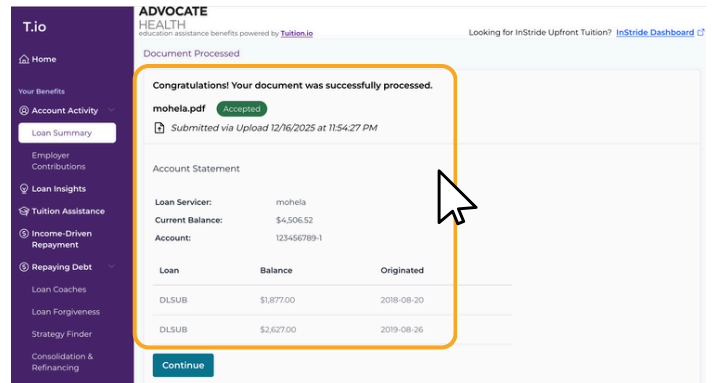 T.io
Home
Your Benefits
Account Activity
Loan Summary
Employer
Contributions
Loan Insights
Tuition Assistance
Income-Driven
Repayment
Repaying Debt
Loan Coaches
Loan Forgiveness
Strategy Finder
Consolidation &
Refinancing
ADVOCATE
HEALTH
education assistance benefits powered by Tuition.io
Looking for InStride Upfront Tuition? InStride Dashboard
Document Processed
Congratulations! Your document was successfully processed.
mohela.pdf Accepted
Submitted via Upload 12/16/2025 at 11:54:27 PM
Account Statement
Loan Servicer: mohela
Current Balance: $4,506.52
Account: 123456789-1
Loan Balance Originated
DLSUB $1,877.00 2018-08-20
DLSUB $2,627.00 2019-08-26
Continue